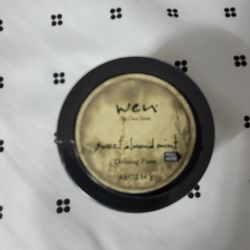 wen
by Chaz Dean
sweet almond mint
Defining Paste